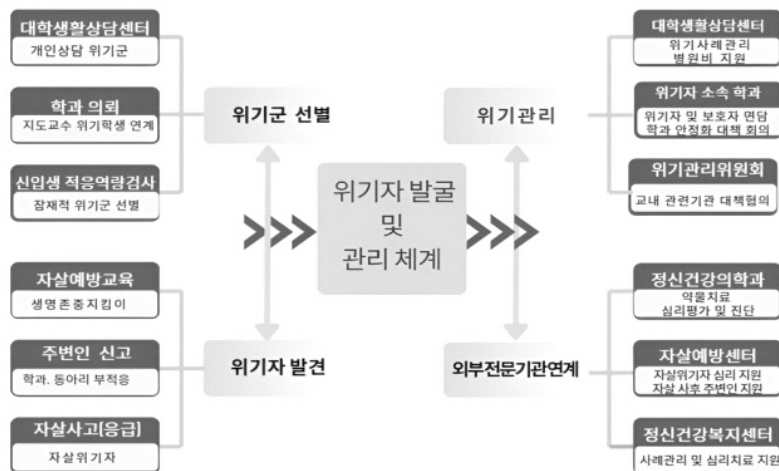 대학생활상담센터
개인상담 위기군
학과 의뢰
지도교수 위기학생 연계
신입생 적응역량검사
잠재적 위기군 선별
위기군 선별
자살예방교육
생명존중지킴이
주변인 신고
학과. 동아리 부적응
자살사고(응급)
자살위기자
위기자 발견
위기자 발굴
및
관리 체계
위기관리
대학생활상담센터
위기사례관리
병원비 지원
위기자 소속 학과
위기자 및 보호자 면담
학과 안정화 대책 회의
위기관리위원회
교내 관련기관 대책협의
외부전문기관연계
정신건강의학과
약물치료
심리평가 및 진단
자살예방센터
자살위기자 심리 지원
자살 사후 주변인 지원
정신건강복지센터
사례관리 및 심리치료 지원